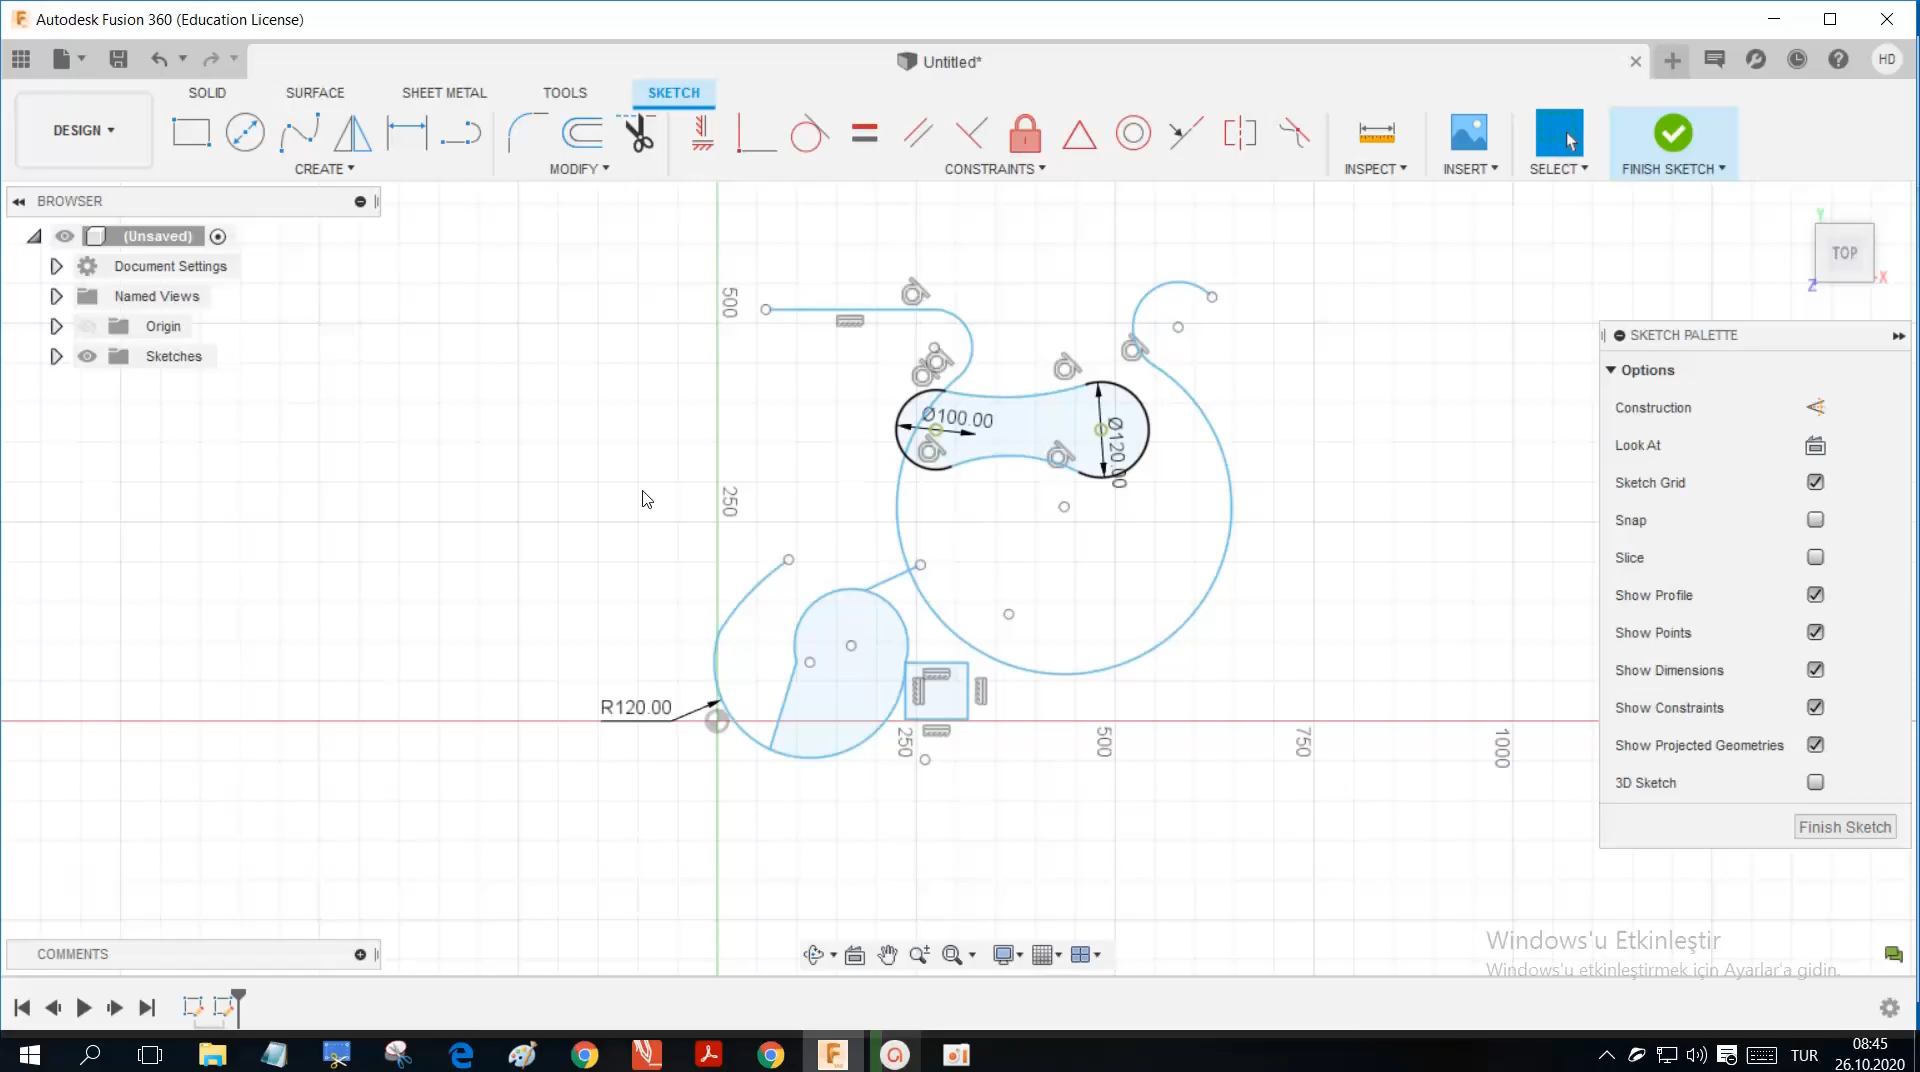 Autodesk Fusion 360 (Education License)
Untitled*
HD
SOLID
SURFACE
SHEET METAL
TOOLS
SKETCH
DESIGN
CREATE
MODIFY
CONSTRAINTS
INSPECT
INSERT
SELECT
FINISH SKETCH
BROWSER
(Unsaved)
Document Settings
Named Views
Origin
Sketches
500
250
Ø100.00
Ø120.00
R120.00
250
500
750
1000
Y
TOP
X
Z
SKETCH PALETTE
Options
Construction
Look At
Sketch Grid
Snap
Slice
Show Profile
Show Points
Show Dimensions
Show Constraints
Show Projected Geometries
3D Sketch
Finish Sketch
COMMENTS
Windows'u Etkinleştir
Windows'u etkinleştirmek için Ayarlar'a gidin.
TUR
08:45
26.10.2020